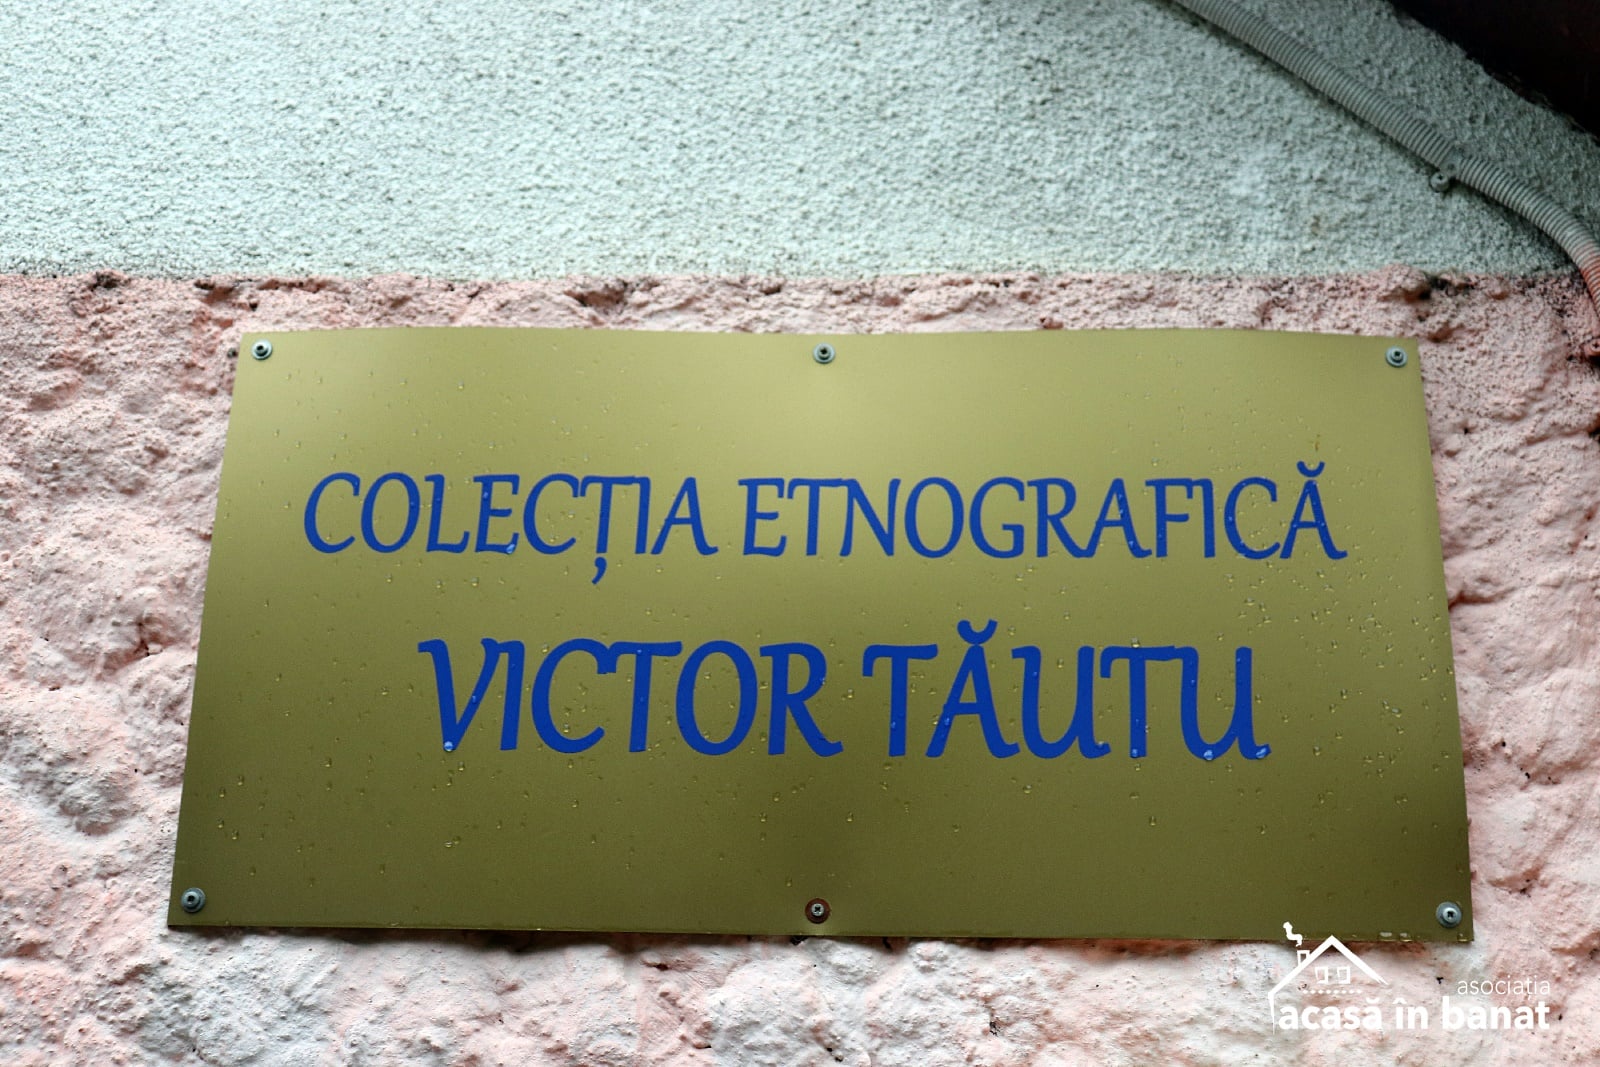 COLECȚIA ETNOGRAFICĂ
VICTOR TĂUTU
asociația
acasă în banat